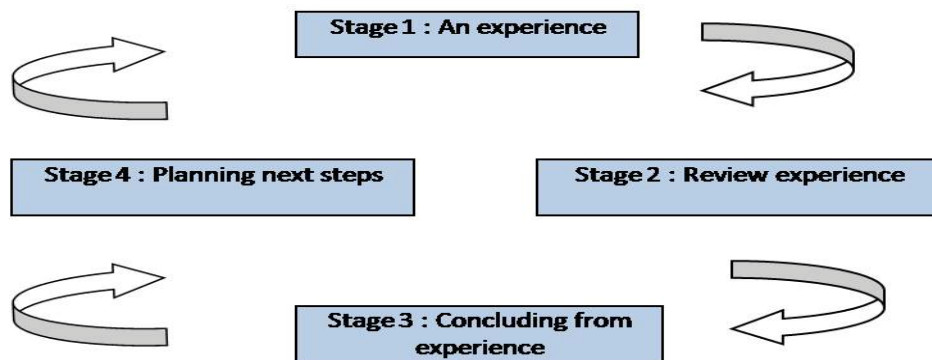 Stage 1 : An experience
Stage 4 : Planning next steps
Stage 2 : Review experience
Stage 3 : Concluding from
experience